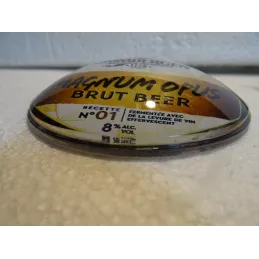 MAGNUM OPUS
BRUT BEER
RECETTE
N°01
FERMENTÉE AVEC
DE LA LEVURE DE VIN
EFFERVESCENT
8% ALC.
VOL